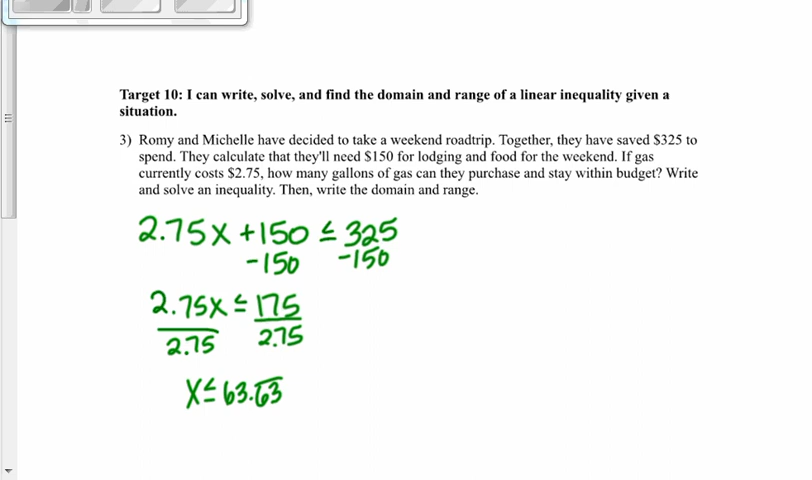 Target 10: I can write, solve, and find the domain and range of a linear inequality given a
situation.
3) Romy and Michelle have decided to take a weekend roadtrip. Together, they have saved $325 to
spend. They calculate that they'll need $150 for lodging and food for the weekend. If gas
currently costs $2.75, how many gallons of gas can they purchase and stay within budget? Write
and solve an inequality. Then, write the domain and range.
2.75x + 150 ≤ 325
-150 -150
2.75x ≤ 175
2.75 2.75
x ≤ 63.6̅3̅